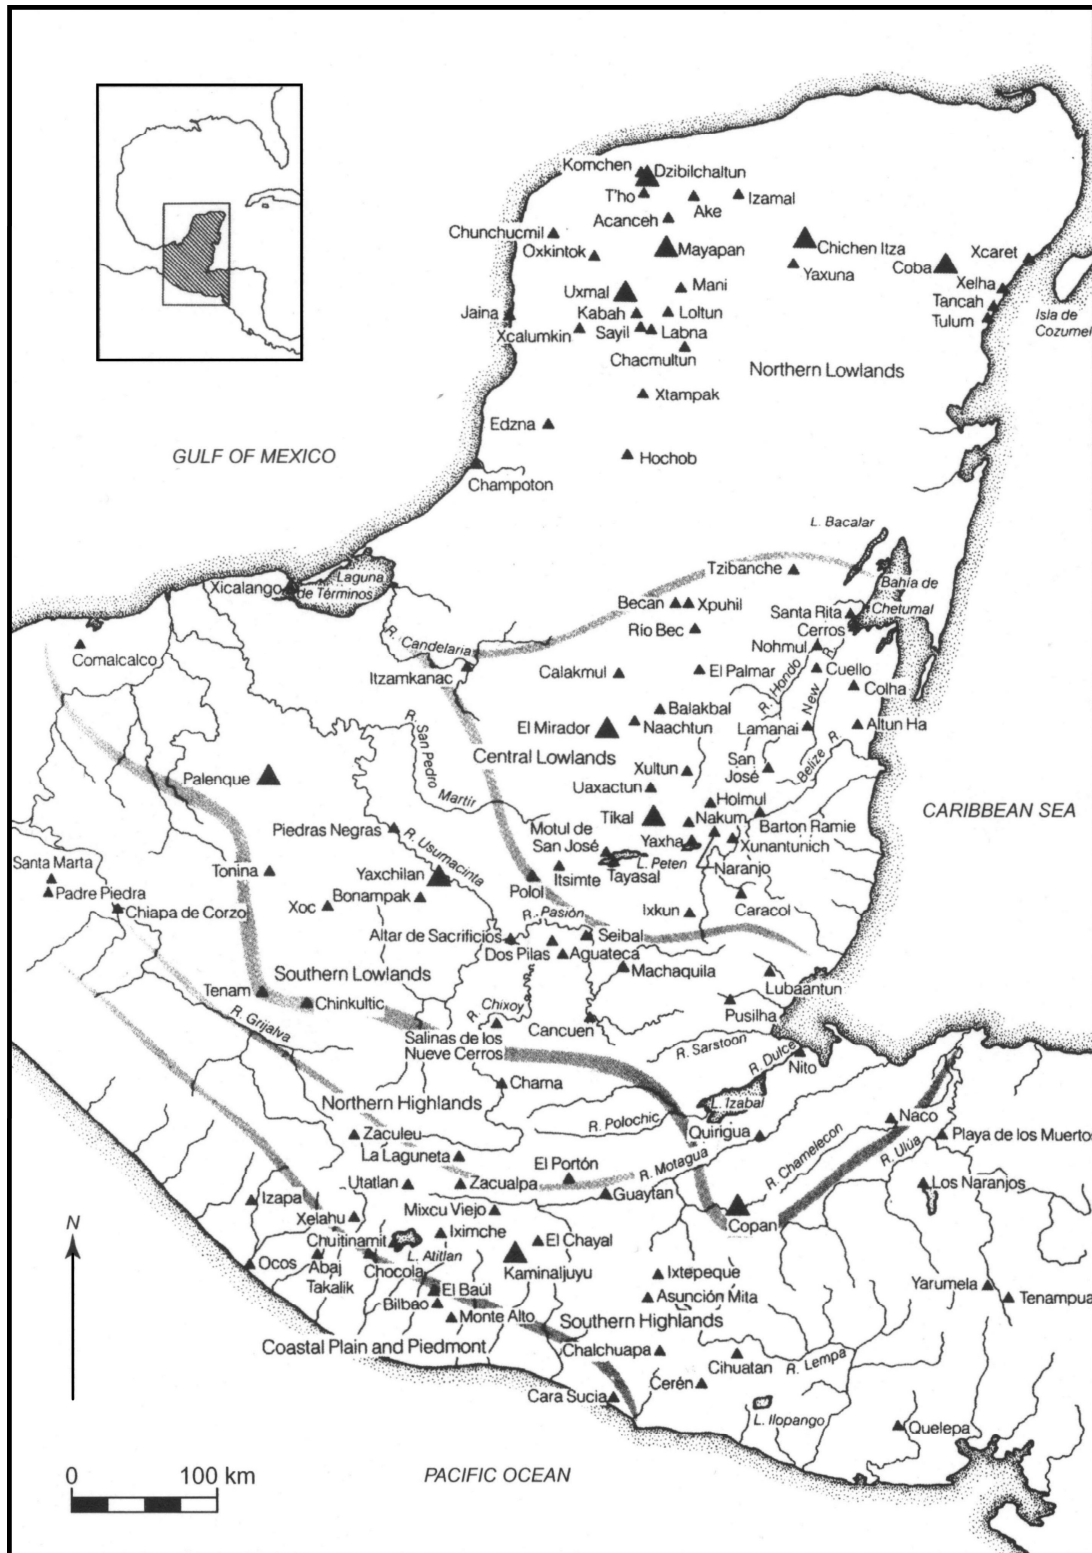 Komchen
Dzibilchaltun
T'ho
Ake
Izamal
Acanceh
Chunchucmil
Oxkintok
Mayapan
Chichen Itza
Yaxuna
Coba
Xcaret
Xelha
Tancah
Tulum
Isla de
Cozumel
Uxmal
Mani
Jaina
Kabah
Loltun
Xcalumkin
Sayil
Labna
Chacmultun
Northern Lowlands
Xtampak
Edzna
GULF OF MEXICO
Hochob
Champoton
L. Bacalar
Tzibanche
Xicalango
Laguna
de Términos
Bahía de
Chetumal
Becan
Xpuhil
Santa Rita
Cerros
Río Bec
R. Candelaria
Nohmul
Comalcalco
Itzamkanac
Calakmul
El Palmar
Cuello
Colha
R. Hondo
New R.
Balakbal
Naachtun
El Mirador
Lamanai
Altun Ha
R. San Pedro Martir
Central Lowlands
Belize R.
San
José
Palenque
Xultun
Uaxactun
Holmul
CARIBBEAN SEA
Tikal
Nakum
Barton Ramie
Piedras Negras
R. Usumacinta
Motul de
San José
Yaxha
Xunantunich
L. Peten
Naranjo
Santa Marta
Padre Piedra
Tonina
Yaxchilan
Itsimte
Tayasal
Polol
Bonampak
Xoc
Chiapa de Corzo
Caracol
Ixkun
R. Pasión
Altar de Sacrificios
Seibal
Dos Pilas
Aguateca
Southern Lowlands
Machaquila
Lubaantun
Tenam
Chinkultic
Pusilha
R. Grijalva
R. Chixoy
Cancuen
Salinas de los
Nueve Cerros
R. Sarstoon
R. Dulce
Nito
Chama
Northern Highlands
L. Izabal
R. Polochic
Quirigua
Naco
R. Chamelecon
R. Ulúa
Playa de los Muertos
Zaculeu
La Laguneta
El Portón
R. Motagua
Utatlan
Zacualpa
Guaytan
Los Naranjos
Izapa
Mixcu Viejo
Copan
Xelahu
Iximche
Chuitinamit
El Chayal
L. Atitlan
Ocos
Abaj
Takalik
Chocola
Kaminaljuyu
Ixtepeque
El Baúl
Bilbao
Asunción Mita
Yarumela
Tenampua
Monte Alto
Southern Highlands
Coastal Plain and Piedmont
Chalchuapa
Cihuatan
R. Lempa
Cerén
Cara Sucia
L. Ilopango
Quelepa
N
0 100 km
PACIFIC OCEAN